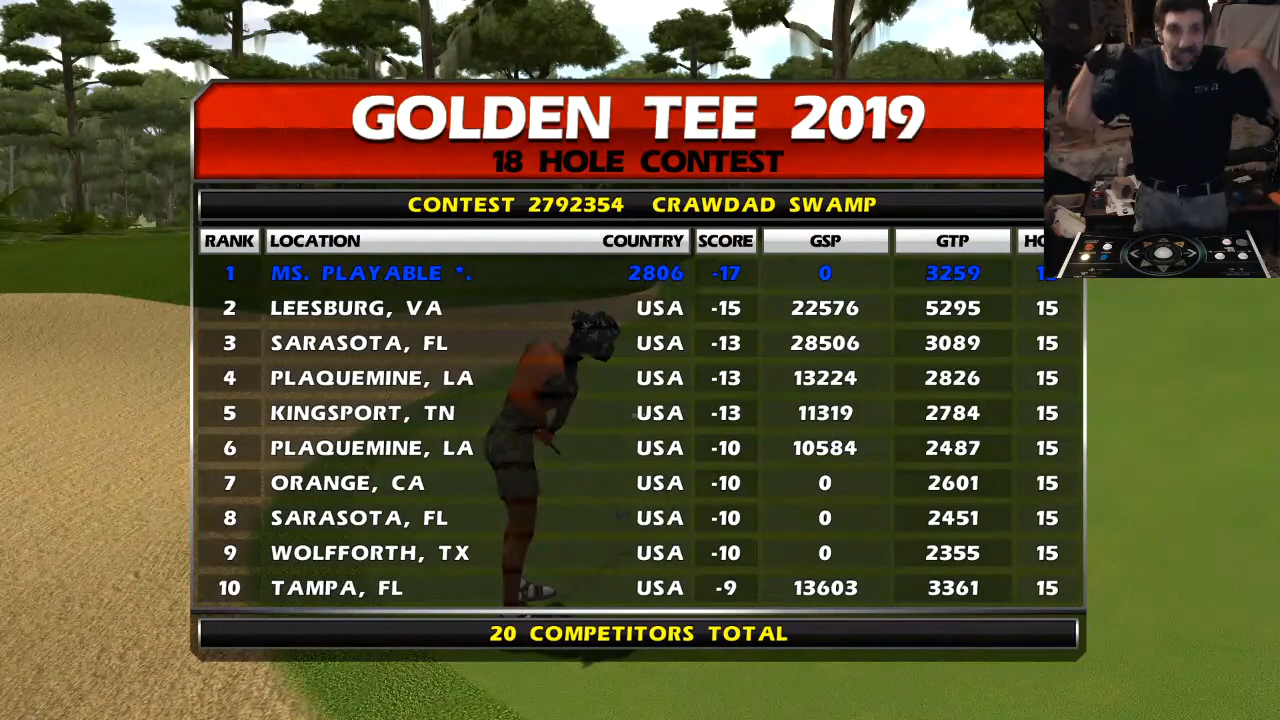 GOLDEN TEE 2019
18 HOLE CONTEST
CONTEST 2792354 CRAWDAD SWAMP
RANK LOCATION COUNTRY SCORE GSP GTP
1 MS. PLAYABLE *. 2806 -17 0 3259
2 LEESBURG, VA USA -15 22576 5295 15
3 SARASOTA, FL USA -13 28506 3089 15
4 PLAQUEMINE, LA USA -13 13224 2826 15
5 KINGSPORT, TN USA -13 11319 2784 15
6 PLAQUEMINE, LA USA -10 10584 2487 15
7 ORANGE, CA USA -10 0 2601 15
8 SARASOTA, FL USA -10 0 2451 15
9 WOLFFORTH, TX USA -10 0 2355 15
10 TAMPA, FL USA -9 13603 3361 15
20 COMPETITORS TOTAL